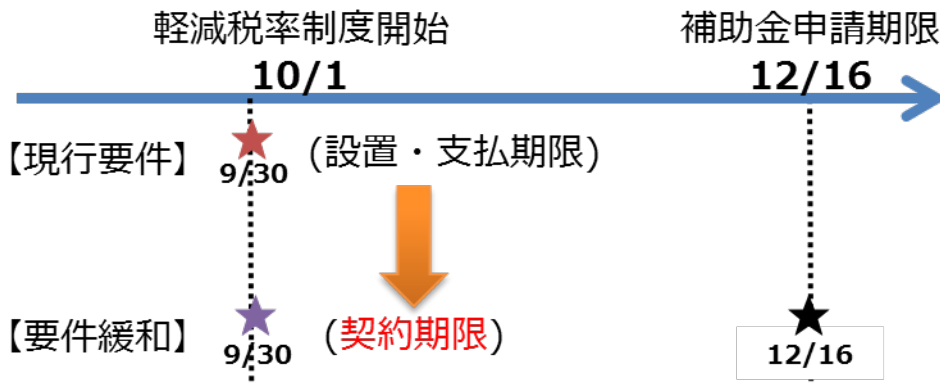 軽減税率制度開始 補助金申請期限
10/1 12/16
【現行要件】 9/30 (設置・支払期限)
【要件緩和】 9/30 (契約期限) 12/16